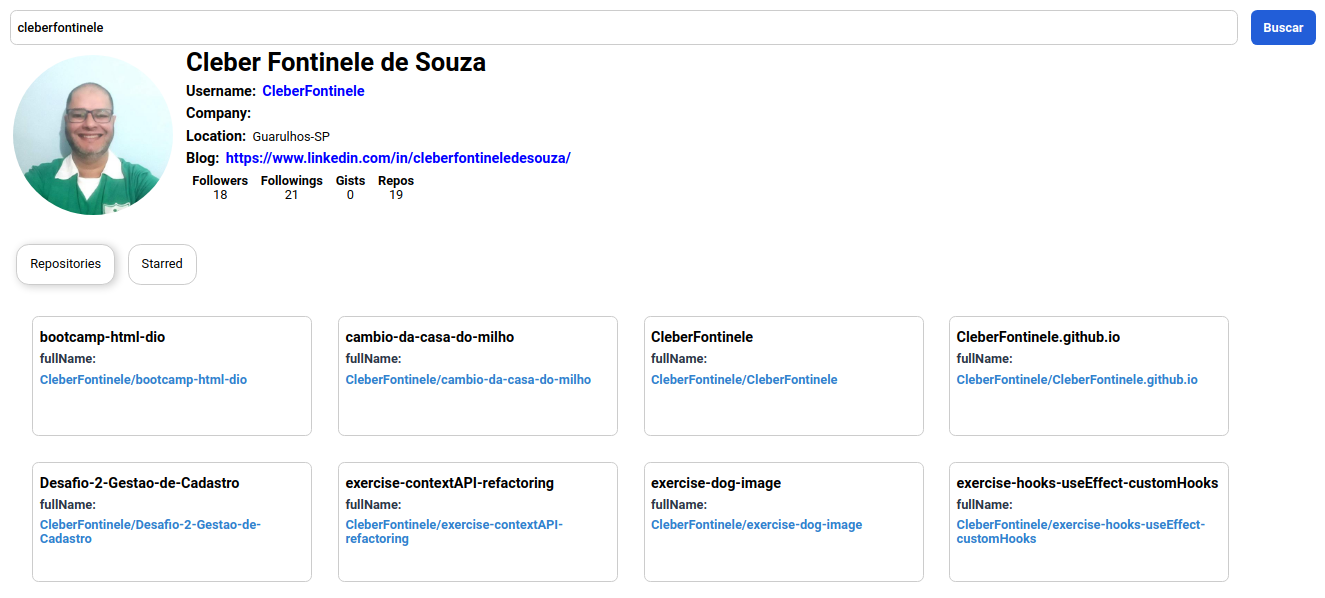 cleberfontinele
Buscar
Cleber Fontinele de Souza
Username: CleberFontinele
Company:
Location: Guarulhos-SP
Blog: https://www.linkedin.com/in/cleberfontineledesouza/
Followers Followings Gists Repos
18 21 0 19
Repositories Starred
bootcamp-html-dio
fullName:
CleberFontinele/bootcamp-html-dio
cambio-da-casa-do-milho
fullName:
CleberFontinele/cambio-da-casa-do-milho
CleberFontinele
fullName:
CleberFontinele/CleberFontinele
CleberFontinele.github.io
fullName:
CleberFontinele/CleberFontinele.github.io
Desafio-2-Gestao-de-Cadastro
fullName:
CleberFontinele/Desafio-2-Gestao-de-
Cadastro
exercise-contextAPI-refactoring
fullName:
CleberFontinele/exercise-contextAPI-
refactoring
exercise-dog-image
fullName:
CleberFontinele/exercise-dog-image
exercise-hooks-useEffect-customHooks
fullName:
CleberFontinele/exercise-hooks-useEffect-
customHooks